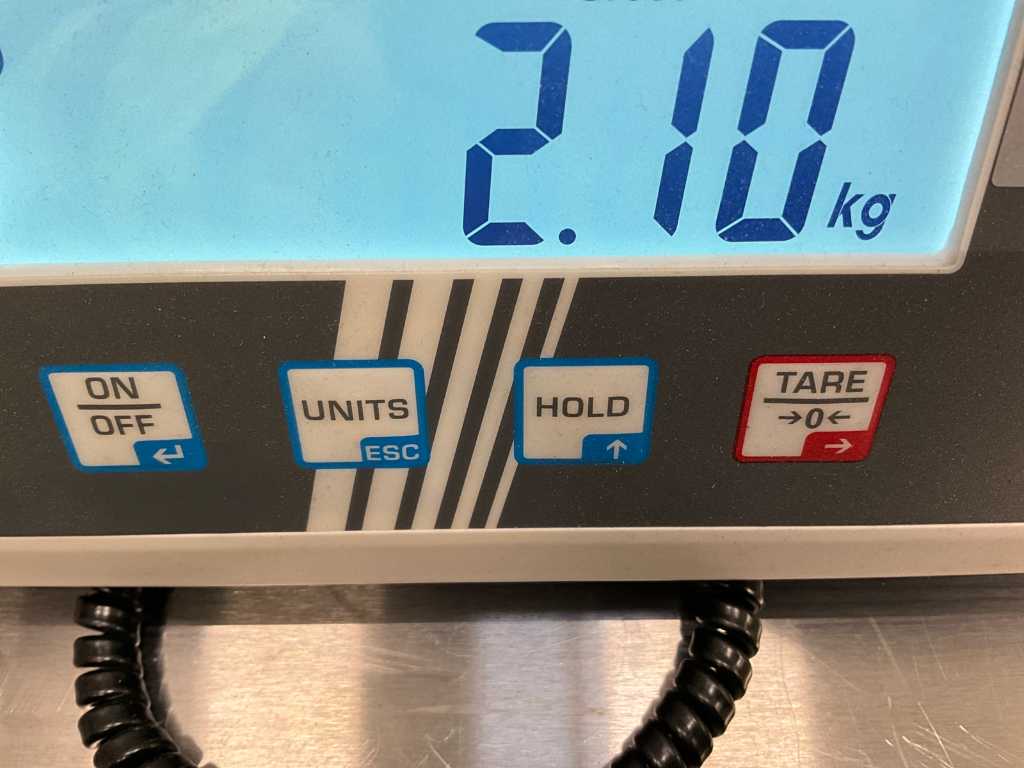 2.10 kg
ON
OFF
UNITS
ESC
HOLD
TARE
→0←